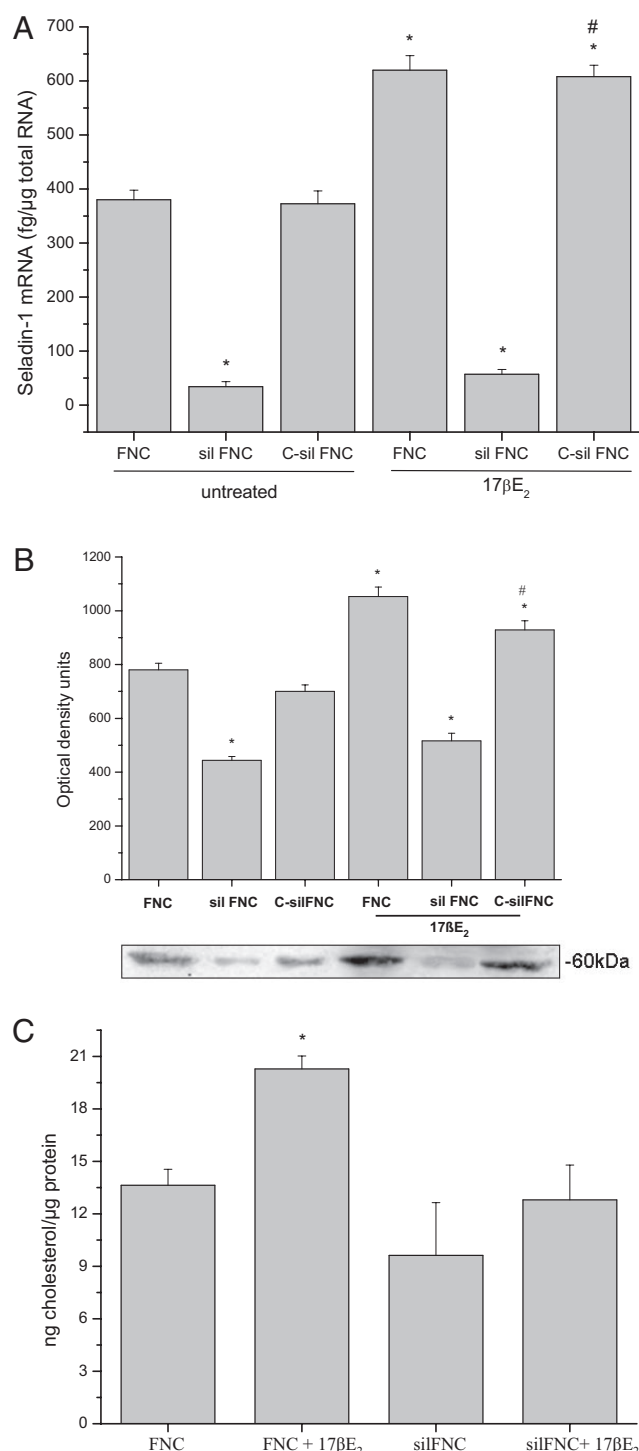 A
Seladin-1 mRNA (fg/µg total RNA)
700
600
500
400
300
200
100
0
*
*
*
#
*
FNC
sil FNC
C-sil FNC
FNC
sil FNC
C-sil FNC
untreated
17βE₂
B
Optical density units
1200
1000
800
600
400
200
0
*
*
*
#
*
FNC
sil FNC
C-silFNC
FNC
sil FNC
C-silFNC
17ßE₂
-60kDa
C
ng cholesterol/µg protein
21
18
15
12
9
6
3
0
*
FNC
FNC + 17βE₂
silFNC
silFNC+ 17βE₂